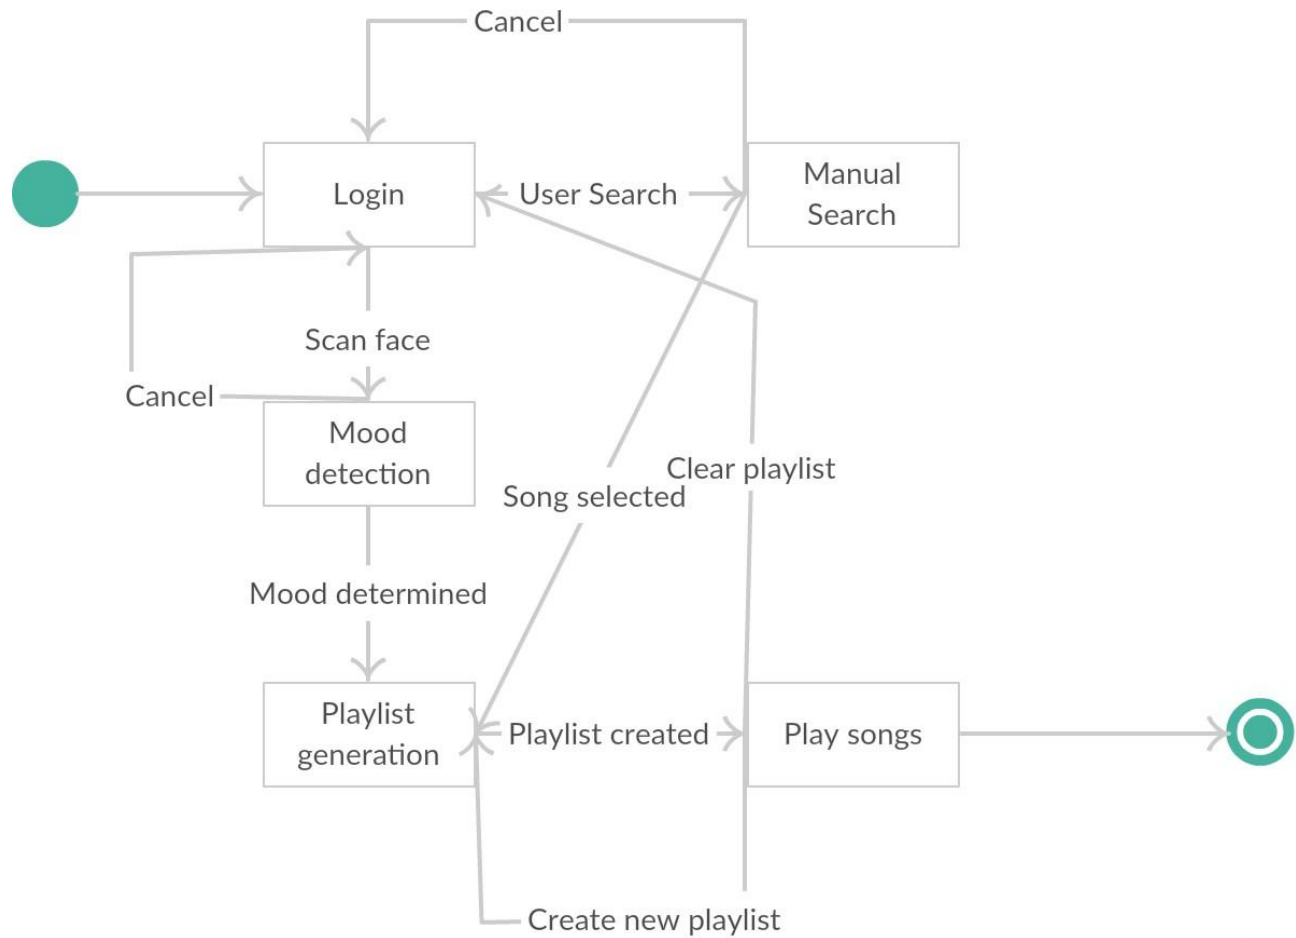 Cancel
Login
User Search
Manual
Search
Scan face
Cancel
Mood
detection
Clear playlist
Song selected
Mood determined
Playlist
generation
Playlist created
Play songs
Create new playlist